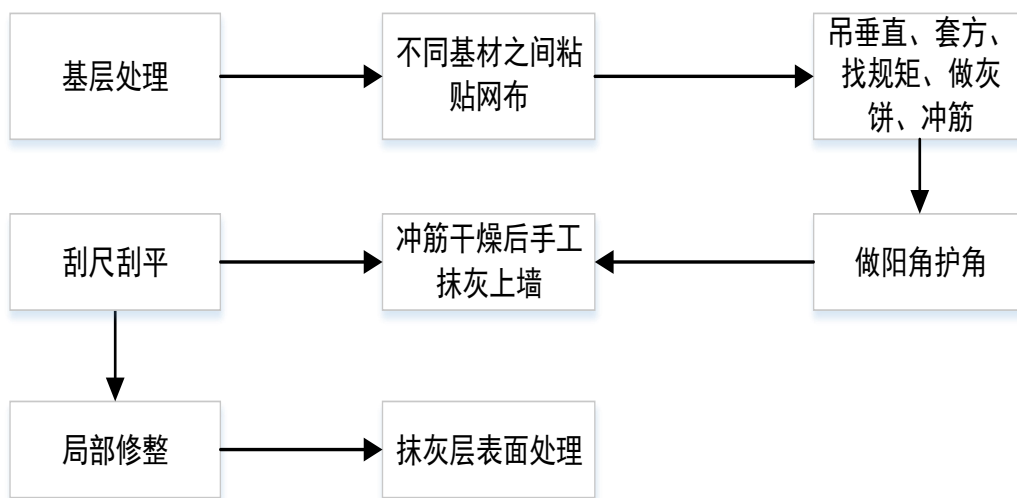 基层处理
不同基材之间粘
贴网布
吊垂直、套方、
找规矩、做灰
饼、冲筋
刮尺刮平
冲筋干燥后手工
抹灰上墙
做阳角护角
局部修整
抹灰层表面处理